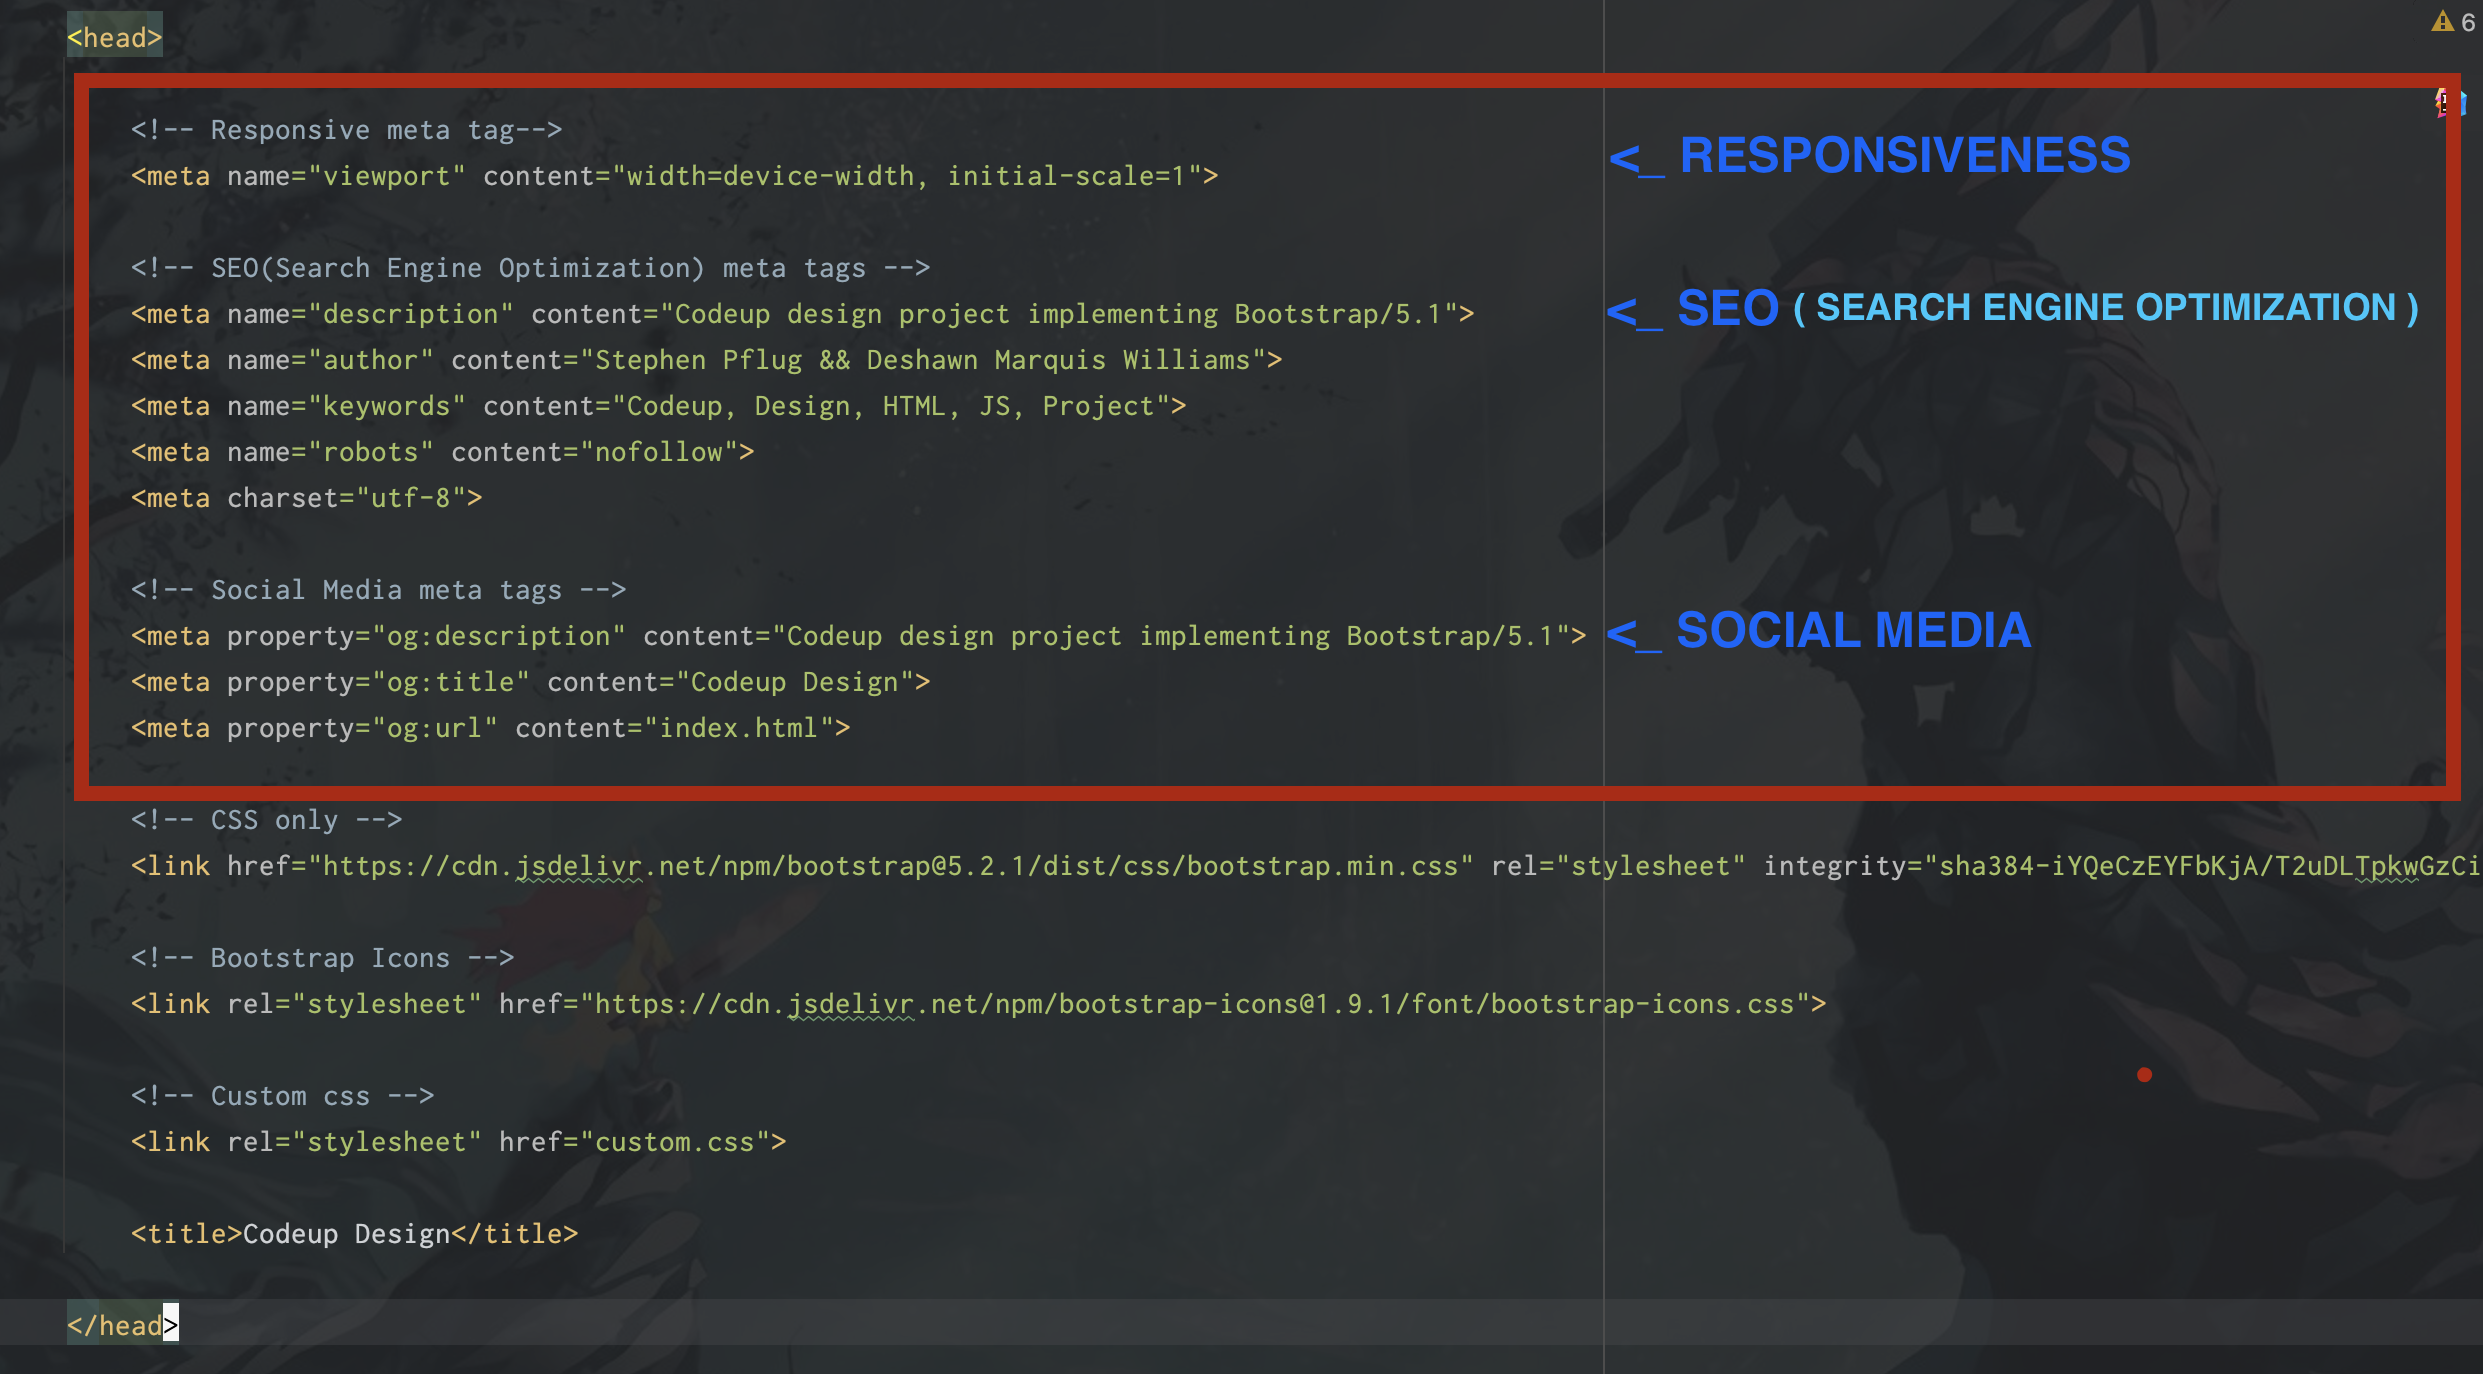 <head>
6
<!-- Responsive meta tag-->
<_ RESPONSIVENESS
<meta name="viewport" content="width=device-width, initial-scale=1">
<!-- SEO(Search Engine Optimization) meta tags -->
<meta name="description" content="Codeup design project implementing Bootstrap/5.1">
<_ SEO ( SEARCH ENGINE OPTIMIZATION )
<meta name="author" content="Stephen Pflug && Deshawn Marquis Williams">
<meta name="keywords" content="Codeup, Design, HTML, JS, Project">
<meta name="robots" content="nofollow">
<meta charset="utf-8">
<!-- Social Media meta tags -->
<meta property="og:description" content="Codeup design project implementing Bootstrap/5.1">
<_ SOCIAL MEDIA
<meta property="og:title" content="Codeup Design">
<meta property="og:url" content="index.html">
<!-- CSS only -->
<link href="https://cdn.jsdelivr.net/npm/bootstrap@5.2.1/dist/css/bootstrap.min.css" rel="stylesheet" integrity="sha384-iYQeCzEYFbKjA/T2uDLTpkwGzCi
<!-- Bootstrap Icons -->
<link rel="stylesheet" href="https://cdn.jsdelivr.net/npm/bootstrap-icons@1.9.1/font/bootstrap-icons.css">
<!-- Custom css -->
<link rel="stylesheet" href="custom.css">
<title>Codeup Design</title>
</head>